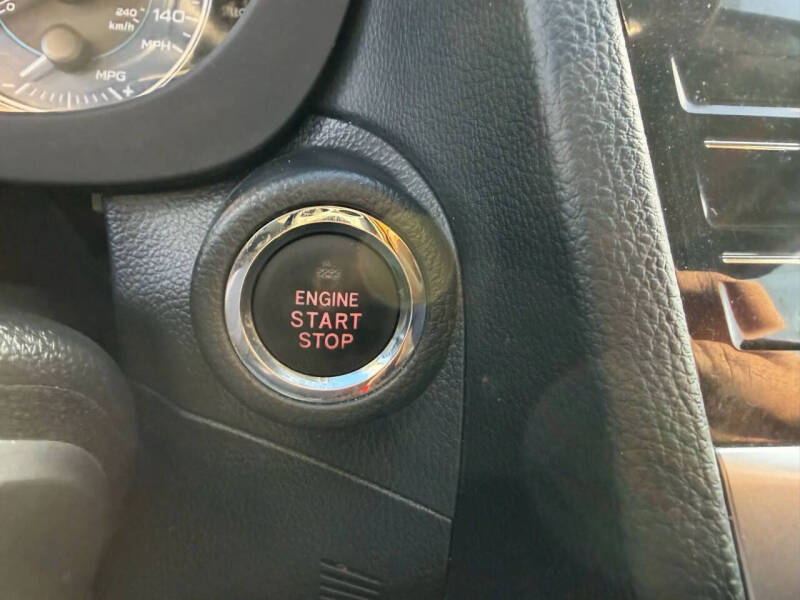 240
km/h
140
MPH
MPG
ENGINE
START
STOP